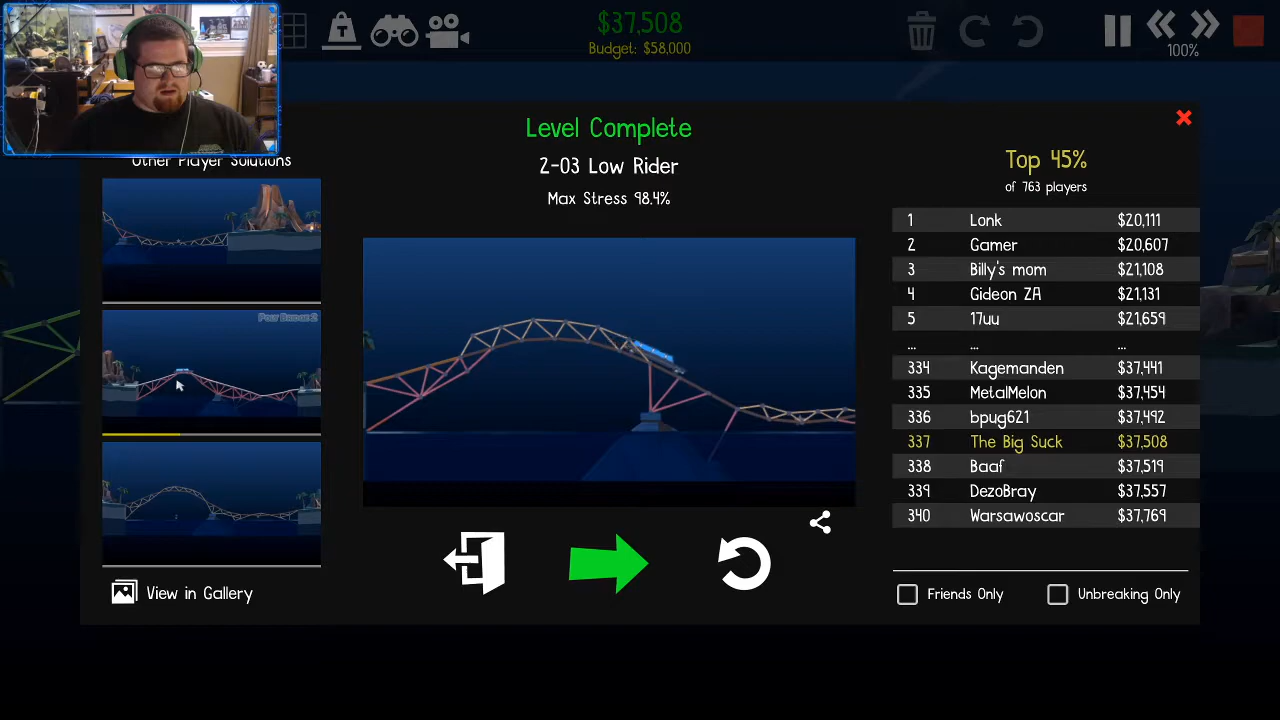 $37,508
Budget: $58,000
100%
Other Player Solutions
Level Complete
2-03 Low Rider
Max Stress 98.4%
Top 45%
of 763 players
1 Lonk $20,111
2 Gamer $20,607
3 Billy's mom $21,108
4 Gideon ZA $21,131
5 17uu $21,659
... ... ...
334 Kagemanden $37,441
335 MetalMelon $37,454
336 bpug621 $37,492
337 The Big Suck $37,508
338 Baaf $37,519
339 DezoBray $37,557
340 Warsawoscar $37,769
Poly Bridge 2
View in Gallery
Friends Only
Unbreaking Only